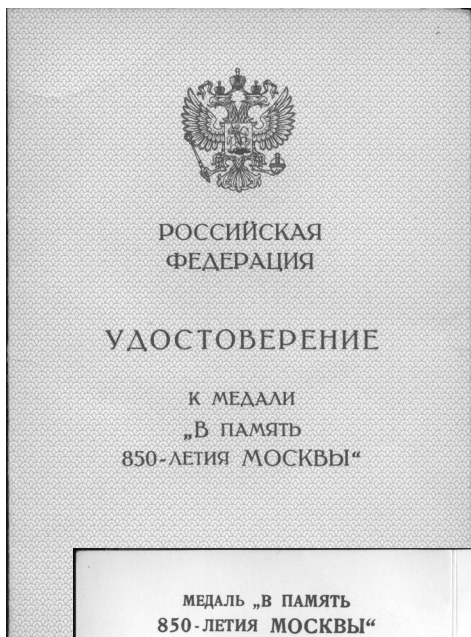 РОССИЙСКАЯ
ФЕДЕРАЦИЯ
УДОСТОВЕРЕНИЕ
К МЕДАЛИ
„В ПАМЯТЬ
850-ЛЕТИЯ МОСКВЫ“
МЕДАЛЬ „В ПАМЯТЬ
850-ЛЕТИЯ МОСКВЫ“